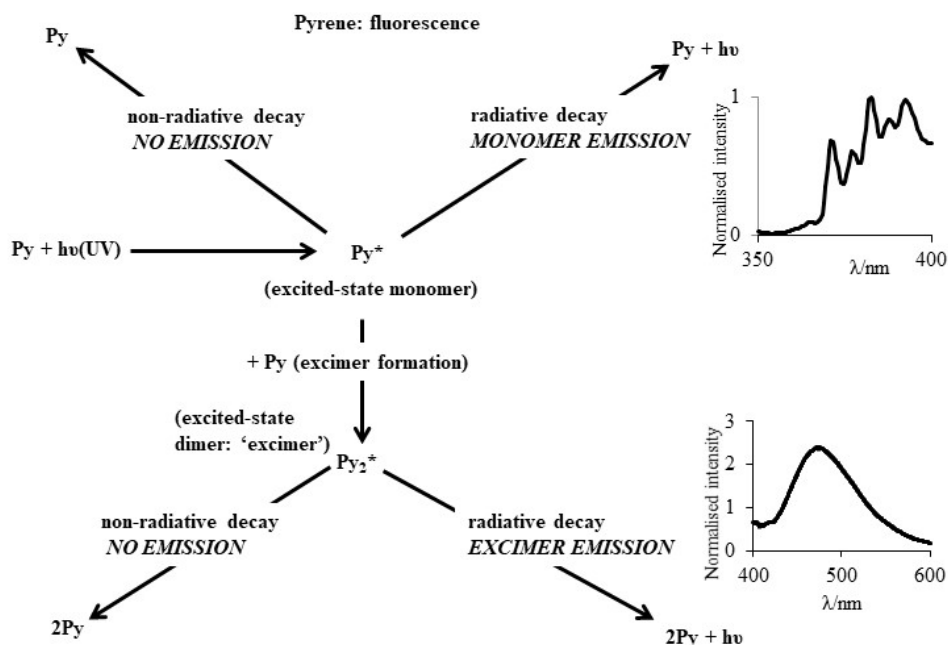 Pyrene: fluorescence
Py
Py + hυ
non-radiative decay
NO EMISSION
radiative decay
MONOMER EMISSION
Normalised intensity
1
0
350
400
λ/nm
Py + hυ(UV)
Py*
(excited-state monomer)
+ Py (excimer formation)
(excited-state
dimer: ‘excimer’)
Py₂*
non-radiative decay
NO EMISSION
radiative decay
EXCIMER EMISSION
Normalised intensity
3
2
1
0
400
500
600
λ/nm
2Py
2Py + hυ